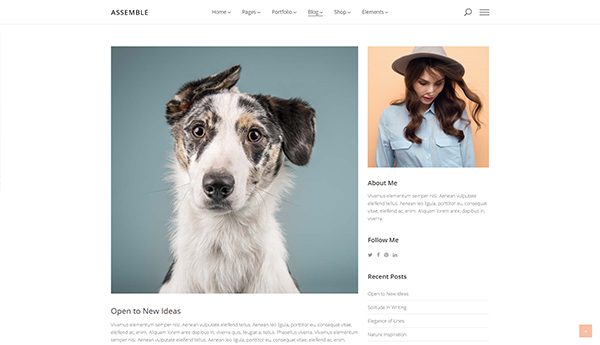 ASSEMBLÉ
Home Pages Portfolio Blog Shop Elements
Open to New Ideas
Vivamus elementum semper nisi. Aenean vulputate eleifend tellus. Aenean leo ligula, porttitor eu, consequat vitae, eleifend
ac, enim. Aliquam lorem ante dapibus in, viverra quis, feugiat a, tellus. Phasellus viverra. Vivamus elementum semper
nisi. Aenean vulputate eleifend tellus. Aenean leo ligula, porttitor eu, consequat vitae, eleifend ac, enim.
About Me
Vivamus elementum semper nisi. Aenean vulputate
eleifend tellus. Aenean leo ligula, porttitor eu, consequat
vitae, eleifend ac, enim. Aliquam lorem ante, dapibus in,
viverra
Follow Me
Recent Posts
Open to New Ideas
Solitude in Writing
Elegance of Lines
Nature Inspiration